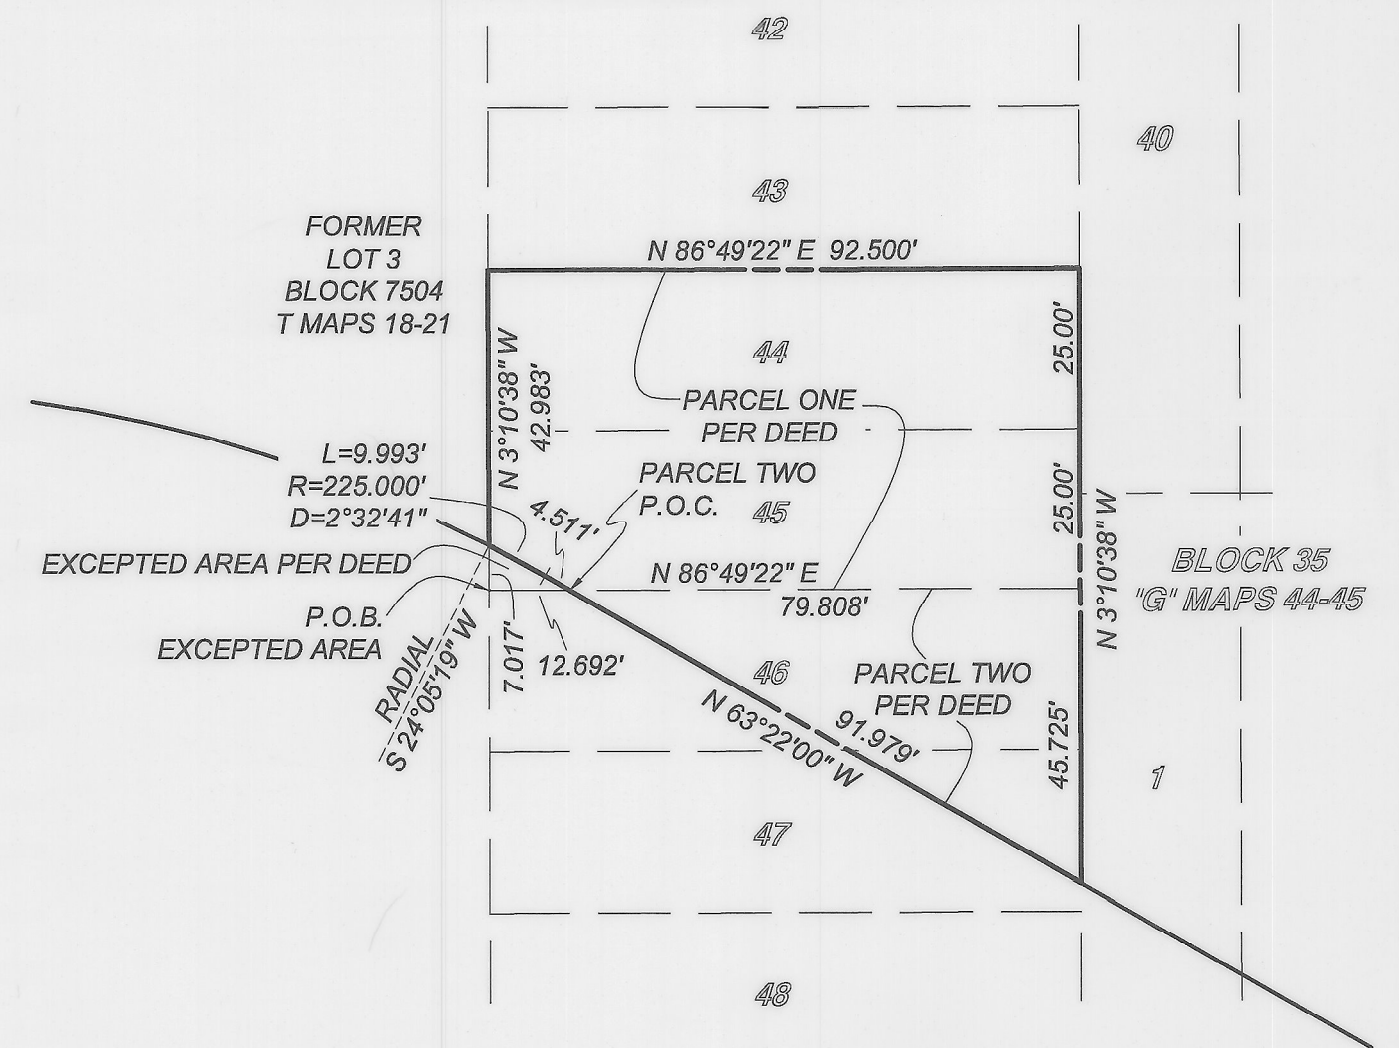 42
40
43
FORMER
LOT 3
BLOCK 7504
T MAPS 18-21
N 86°49'22" E 92.500'
25.00'
N 3°10'38" W
42.983'
44
PARCEL ONE
PER DEED
L=9.993'
R=225.000'
D=2°32'41"
PARCEL TWO
P.O.C.
4.511'
45
25.00'
N 3°10'38" W
BLOCK 35
"G" MAPS 44-45
EXCEPTED AREA PER DEED
N 86°49'22" E
79.808'
P.O.B.
EXCEPTED AREA
RADIAL
S 24°05'19" W
7.017'
12.692'
46
PARCEL TWO
PER DEED
N 63°22'00" W
91.979'
45.725'
1
47
48